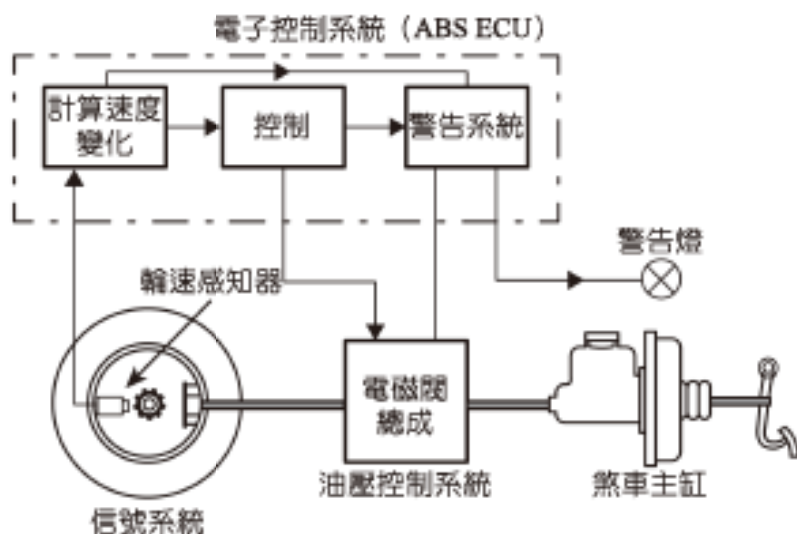 電子控制系統（ABS ECU）
計算速度
變化
控制
警告系統
警告燈
輪速感知器
電磁閥
總成
油壓控制系統
煞車主缸
信號系統